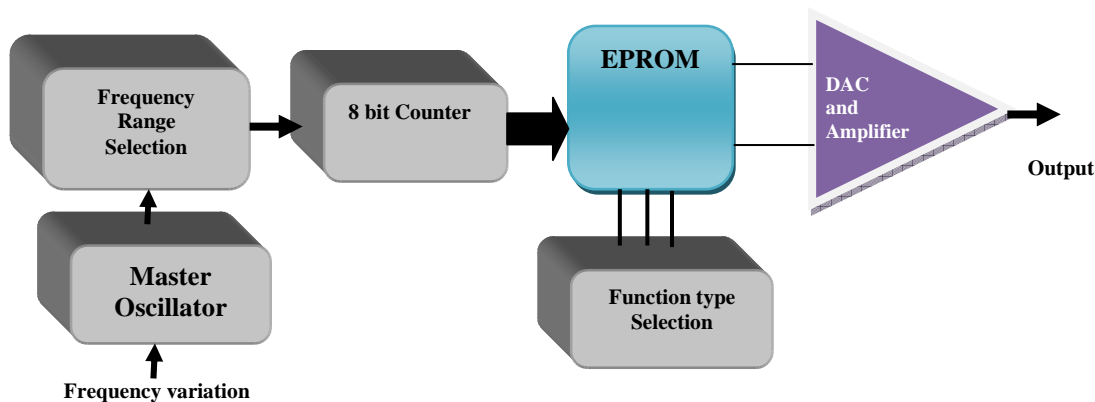 Frequency
Range
Selection
8 bit Counter
EPROM
DAC
and
Amplifier
Output
Master
Oscillator
Function type
Selection
Frequency variation